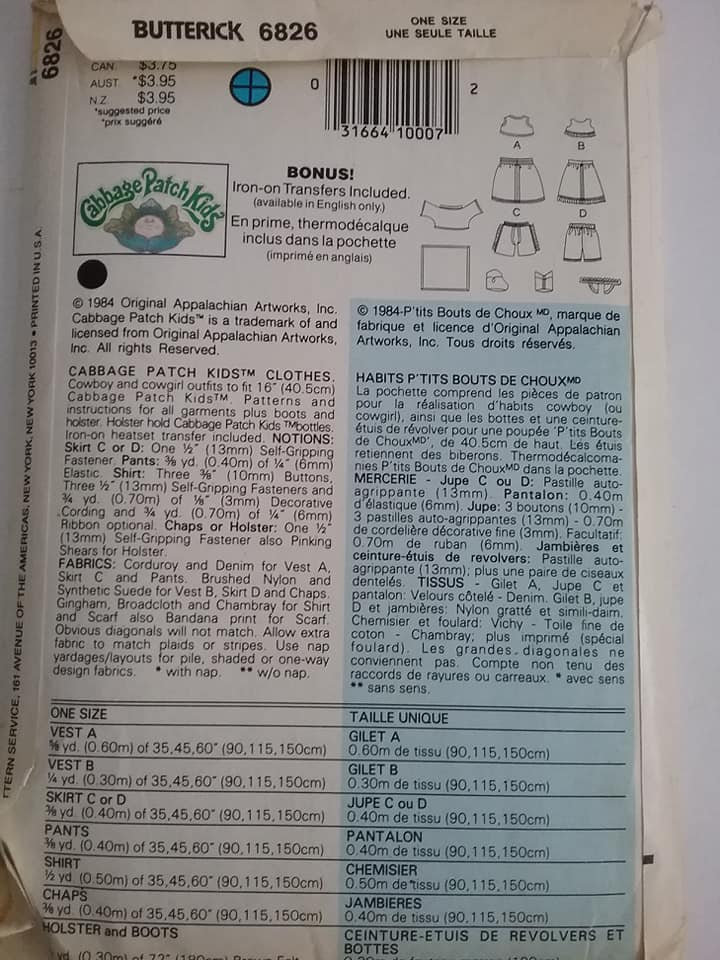 BUTTERICK 6826
ONE SIZE
UNE SEULE TAILLE
6826
CAN. $3.75
AUST. *$3.95
N.Z. $3.95
*suggested price
*prix suggéré
0
31664 10007
2
Cabbage Patch Kids
BONUS!
Iron-on Transfers Included.
(available in English only.)
En prime, thermodécalque
inclus dans la pochette
(imprimé en anglais)
A
B
C
D
TTERN SERVICE, 161 AVENUE OF THE AMERICAS, NEW YORK, NEW YORK 10013 • PRINTED IN U.S.A.
© 1984 Original Appalachian Artworks, Inc.
Cabbage Patch Kids™ is a trademark of and
licensed from Original Appalachian Artworks,
Inc. All rights Reserved.
CABBAGE PATCH KIDS™ CLOTHES.
Cowboy and cowgirl outfits to fit 16" (40.5cm)
Cabbage Patch Kids™. Patterns and
instructions for all garments plus boots and
holster. Holster hold Cabbage Patch Kids ™bottles.
Iron-on heatset transfer included. NOTIONS:
Skirt C or D: One ½" (13mm) Self-Gripping
Fastener. Pants: ⅜ yd. (0.40m) of ¼" (6mm)
Elastic. Shirt: Three ⅜" (10mm) Buttons,
Three ½" (13mm) Self-Gripping Fasteners and
¾ yd. (0.70m) of ⅛" (3mm) Decorative
Cording and ¾ yd. (0.70m) of ¼" (6mm)
Ribbon optional. Chaps or Holster: One ½"
(13mm) Self-Gripping Fastener also Pinking
Shears for Holster.
FABRICS: Corduroy and Denim for Vest A,
Skirt C and Pants. Brushed Nylon and
Synthetic Suede for Vest B, Skirt D and Chaps.
Gingham, Broadcloth and Chambray for Shirt
and Scarf also Bandana print for Scarf.
Obvious diagonals will not match. Allow extra
fabric to match plaids or stripes. Use nap
yardages/layouts for pile, shaded or one-way
design fabrics. * with nap. ** w/o nap.
© 1984-P'tits Bouts de Choux MD, marque de
fabrique et licence d'Original Appalachian
Artworks, Inc. Tous droits réservés.
HABITS P'TITS BOUTS DE CHOUXMD
La pochette comprend les pièces de patron
pour la réalisation d'habits cowboy (ou
cowgirl), ainsi que les bottes et une ceinture-
étuis de révolver pour une poupée 'P'tits Bouts
de ChouxMD', de 40.5cm de haut. Les étuis
retiennent des biberons. Thermodécalcoma-
nies P'tits Bouts de ChouxMD dans la pochette.
MERCERIE - Jupe C ou D: Pastille auto-
agrippante (13mm). Pantalon: 0.40m
d'élastique (6mm). Jupe: 3 boutons (10mm) -
3 pastilles auto-agrippantes (13mm) - 0.70m
de cordelière décorative fine (3mm). Facultatif:
0.70m de ruban (6mm). Jambières et
ceinture-étuis de revolvers: Pastille auto-
agrippante (13mm); plus une paire de ciseaux
dentelés. TISSUS - Gilet A, Jupe C et
pantalon: Velours côtelé - Denim. Gilet B, jupe
D et jambières: Nylon gratté et simili-daim.
Chemisier et foulard: Vichy - Toile fine de
coton - Chambray; plus imprimé (spécial
foulard). Les grandes diagonales ne
conviennent pas. Compte non tenu des
raccords de rayures ou carreaux. * avec sens
** sans sens.
ONE SIZE
TAILLE UNIQUE
VEST A
⅝ yd. (0.60m) of 35,45,60" (90,115,150cm)
GILET A
0.60m de tissu (90,115,150cm)
VEST B
¼ yd. (0.30m) of 35,45,60" (90,115,150cm)
GILET B
0.30m de tissu (90,115,150cm)
SKIRT C or D
⅜ yd. (0.40m) of 35,45,60" (90,115,150cm)
JUPE C ou D
0.40m de tissu (90,115,150cm)
PANTS
⅜ yd. (0.40m) of 35,45,60" (90,115,150cm)
PANTALON
0.40m de tissu (90,115,150cm)
SHIRT
½ yd. (0.50m) of 35,45,60" (90,115,150cm)
CHEMISIER
0.50m de tissu (90,115,150cm)
CHAPS
⅜ yd. (0.40m) of 35,45,60" (90,115,150cm)
JAMBIERES
0.40m de tissu (90,115,150cm)
HOLSTER and BOOTS
CEINTURE-ETUIS DE REVOLVERS ET
BOTTES
yd. (0.30m) of 72"